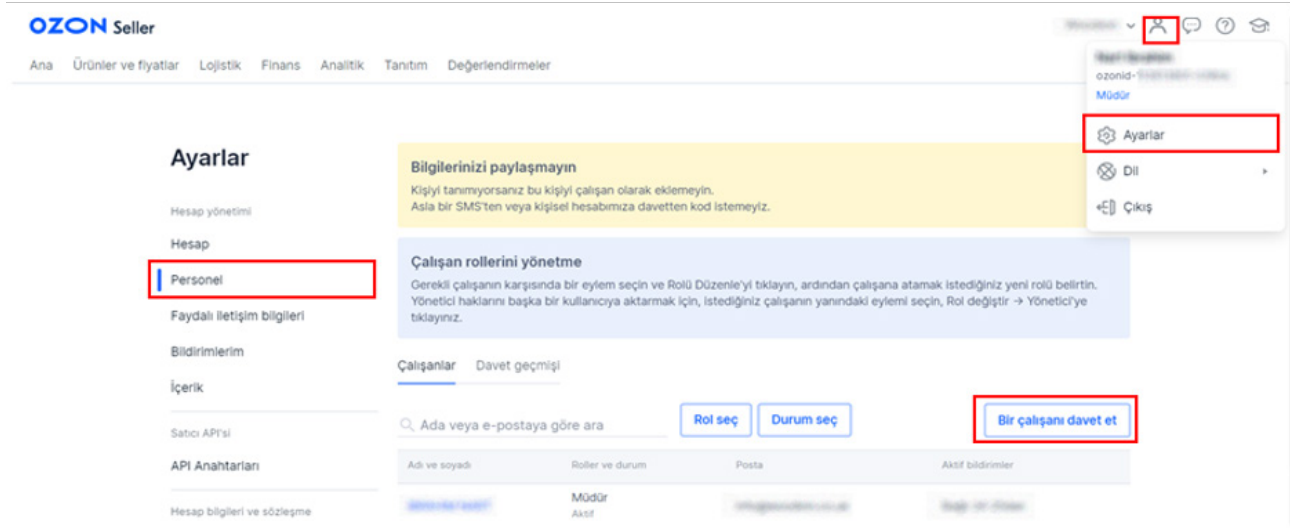 OZON Seller
Ana Ürünler ve fiyatlar Lojistik Finans Analitik Tanıtım Değerlendirmeler
ozonid-
Müdür
Ayarlar
Dil
Çıkış
Ayarlar
Hesap yönetimi
Hesap
Personel
Faydalı iletişim bilgileri
Bildirimlerim
İçerik
Satıcı API'si
API Anahtarları
Hesap bilgileri ve sözleşme
Bilgilerinizi paylaşmayın
Kişiyi tanımıyorsanız bu kişiyi çalışan olarak eklemeyin.
Asla bir SMS'ten veya kişisel hesabımıza davetten kod istemeyiz.
Çalışan rollerini yönetme
Gerekli çalışanın karşısında bir eylem seçin ve Rolü Düzenle'yi tıklayın, ardından çalışana atamak istediğiniz yeni rolü belirtin.
Yönetici haklarını başka bir kullanıcıya aktarmak için, istediğiniz çalışanın yanındaki eylemi seçin, Rol değiştir → Yönetici'ye
tıklayınız.
Çalışanlar Davet geçmişi
Ada veya e-postaya göre ara Rol seç Durum seç Bir çalışanı davet et
Adı ve soyadı Roller ve durum Posta Aktif bildirimler
Müdür
Aktif